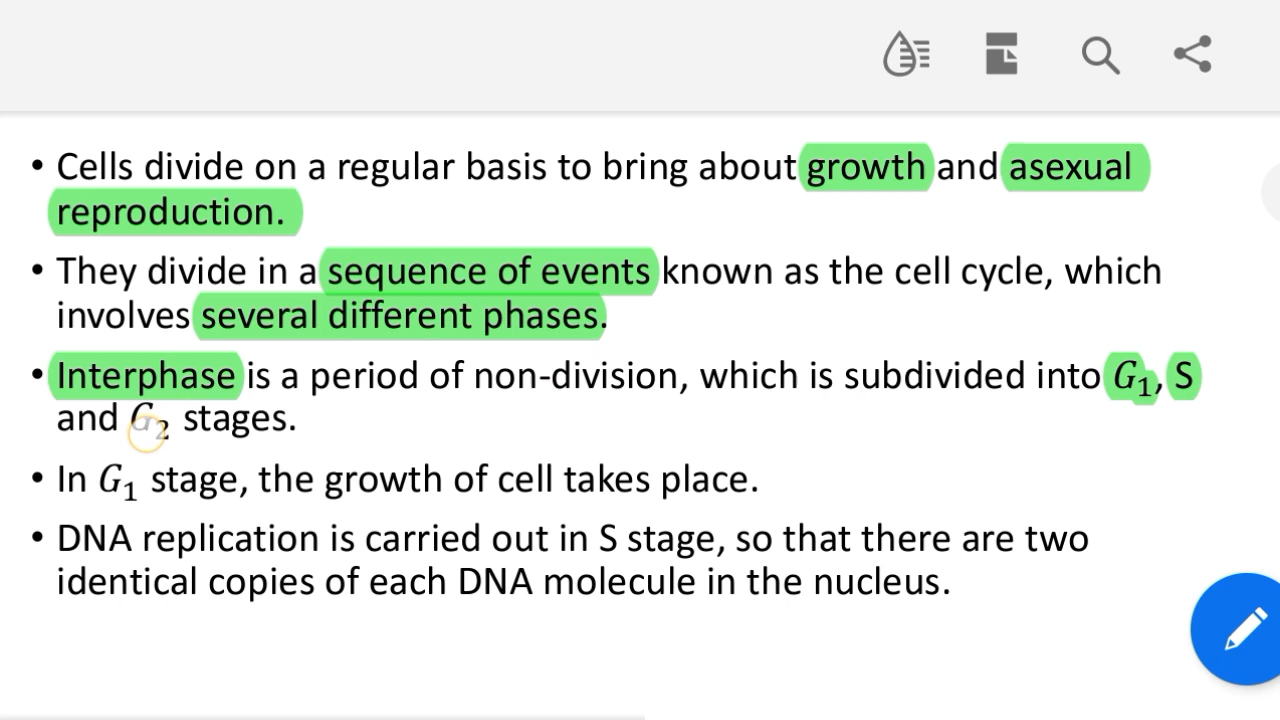 • Cells divide on a regular basis to bring about growth and asexual
reproduction.
• They divide in a sequence of events known as the cell cycle, which
involves several different phases.
• Interphase is a period of non-division, which is subdivided into G₁, S
and G₂ stages.
• In G₁ stage, the growth of cell takes place.
• DNA replication is carried out in S stage, so that there are two
identical copies of each DNA molecule in the nucleus.